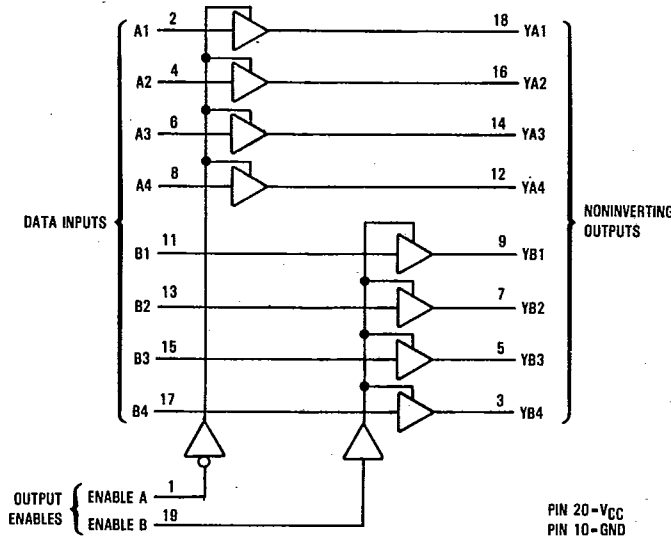 A1 2 18 YA1
A2 4 16 YA2
A3 6 14 YA3
A4 8 12 YA4
DATA INPUTS
NONINVERTING
OUTPUTS
B1 11 9 YB1
B2 13 7 YB2
B3 15 5 YB3
B4 17 3 YB4
OUTPUT
ENABLES
ENABLE A 1
ENABLE B 19
PIN 20=VCC
PIN 10=GND